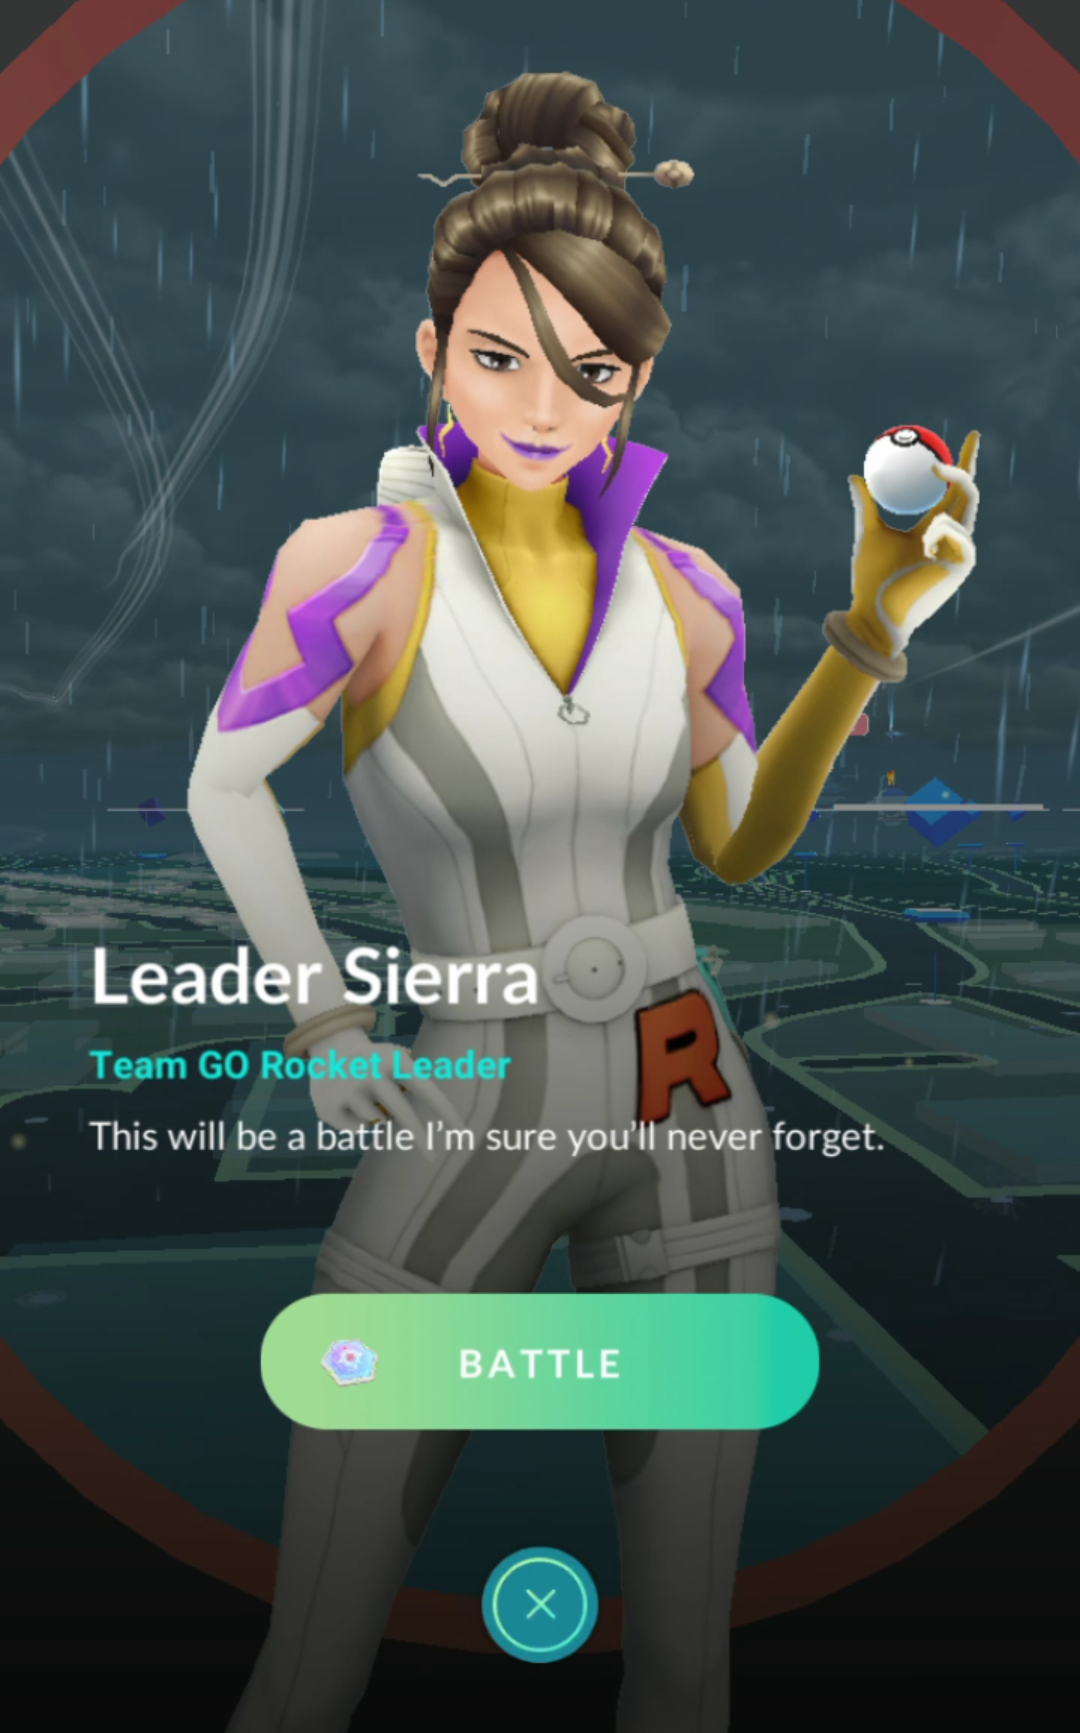 Leader Sierra
Team GO Rocket Leader
This will be a battle I’m sure you’ll never forget.
R
BATTLE